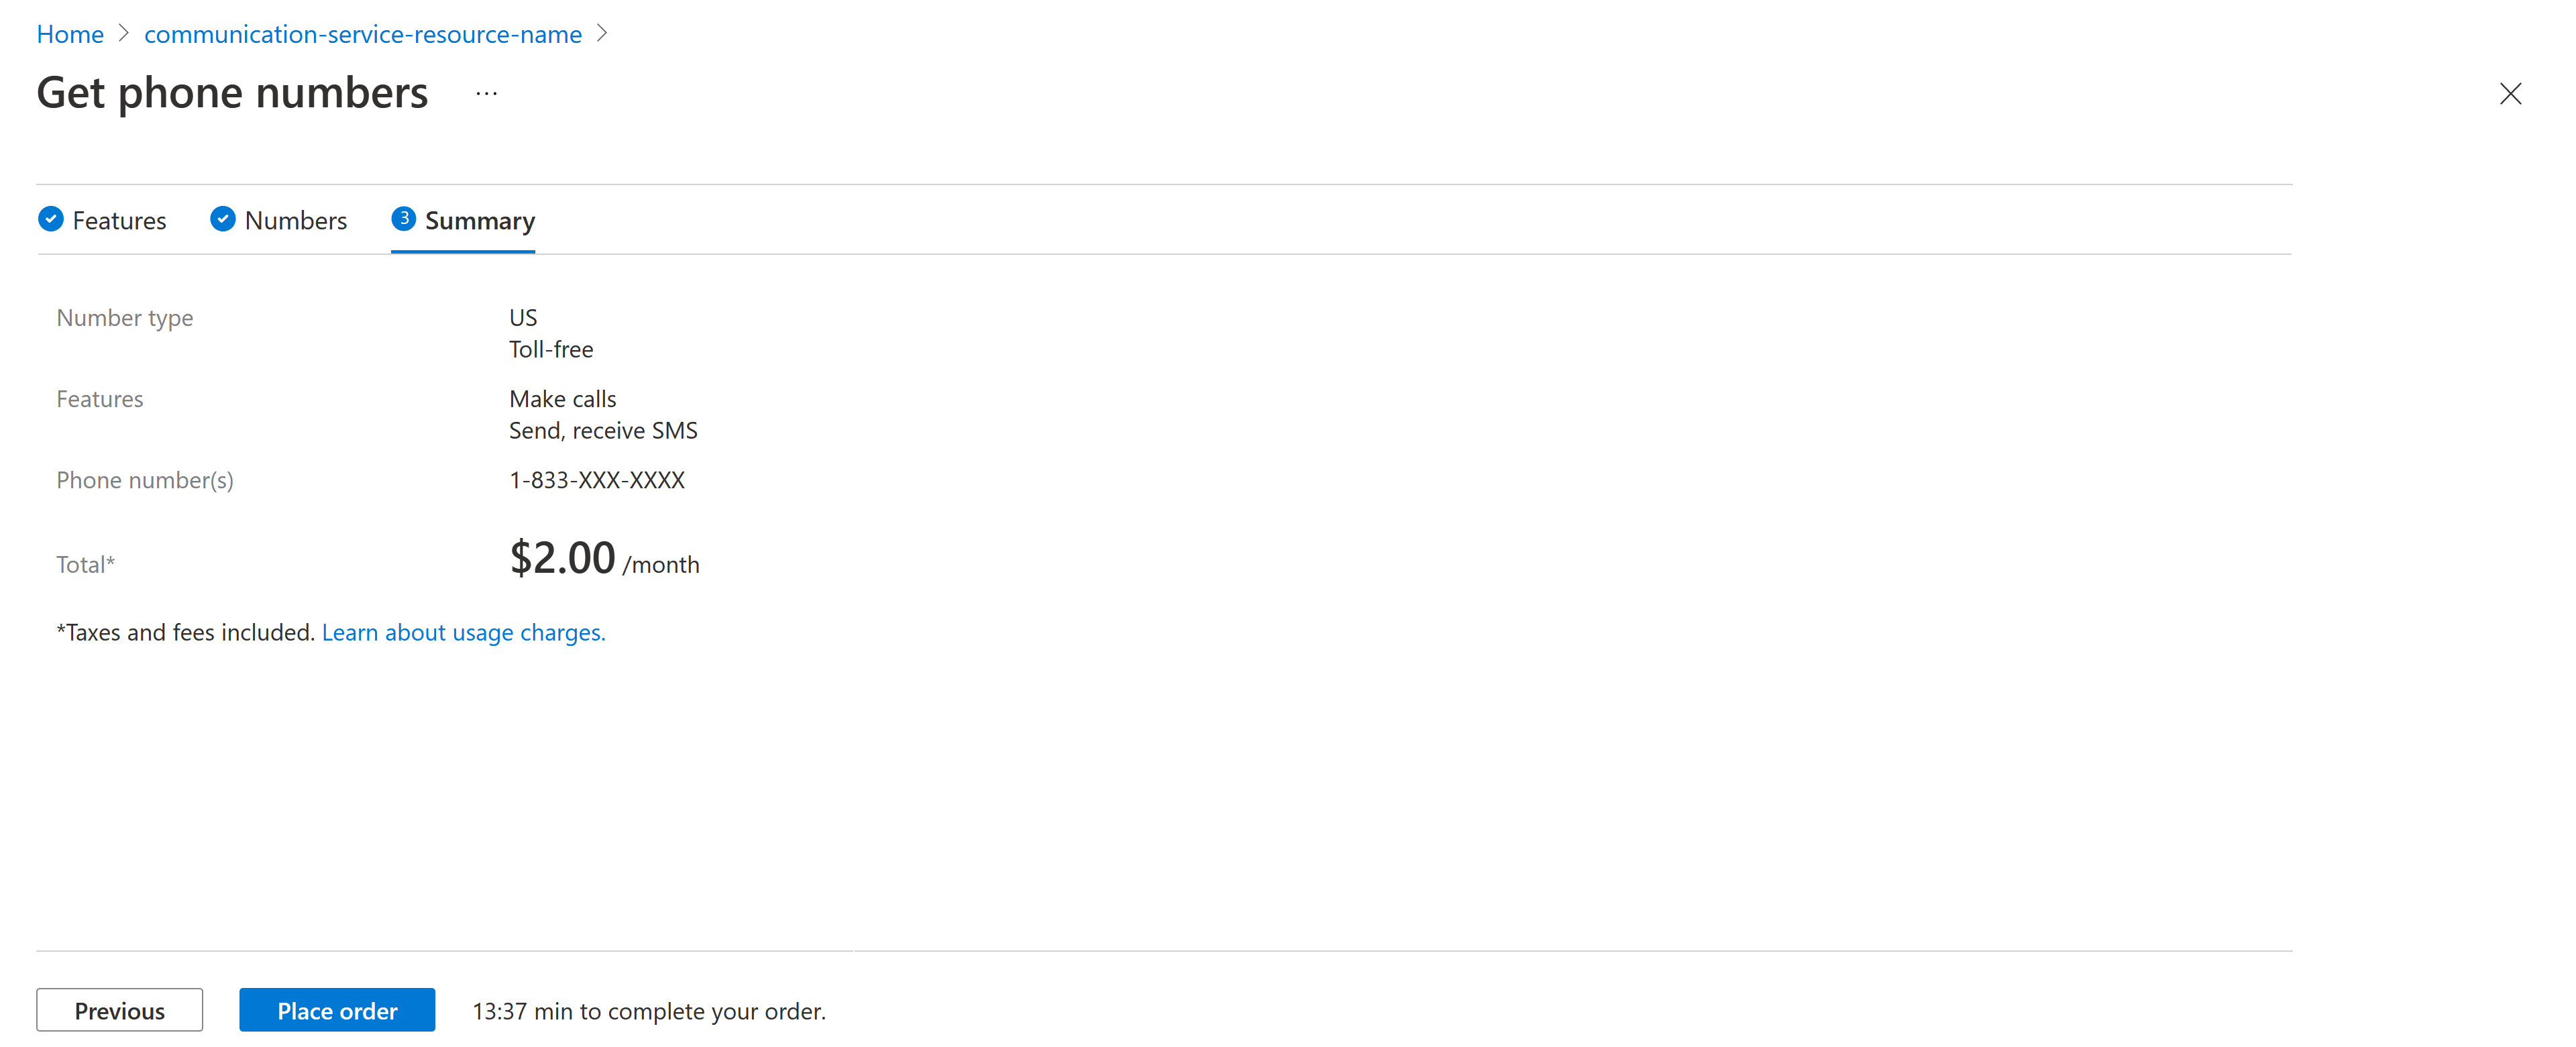 Home > communication-service-resource-name >
Get phone numbers ...
Features Numbers 3 Summary
Number type US
Toll-free
Features Make calls
Send, receive SMS
Phone number(s) 1-833-XXX-XXXX
Total* $2.00 /month
*Taxes and fees included. Learn about usage charges.
Previous Place order 13:37 min to complete your order.